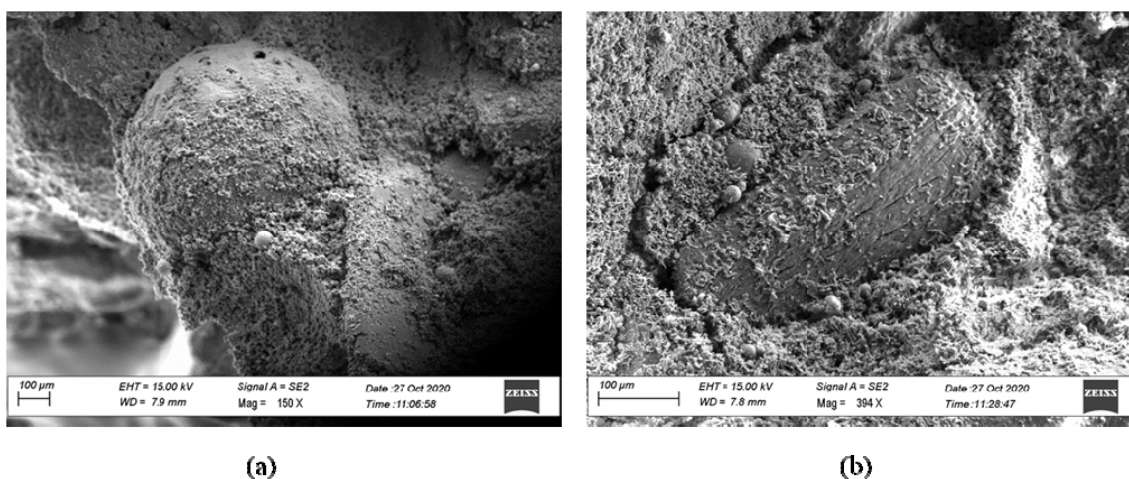 100 µm
EHT = 15.00 kV
WD = 7.9 mm
Signal A = SE2
Mag = 150 X
Date :27 Oct 2020
Time :11:06:58
ZEISS
100 µm
EHT = 15.00 kV
WD = 7.8 mm
Signal A = SE2
Mag = 394 X
Date :27 Oct 2020
Time :11:28:47
ZEISS
(a)
(b)